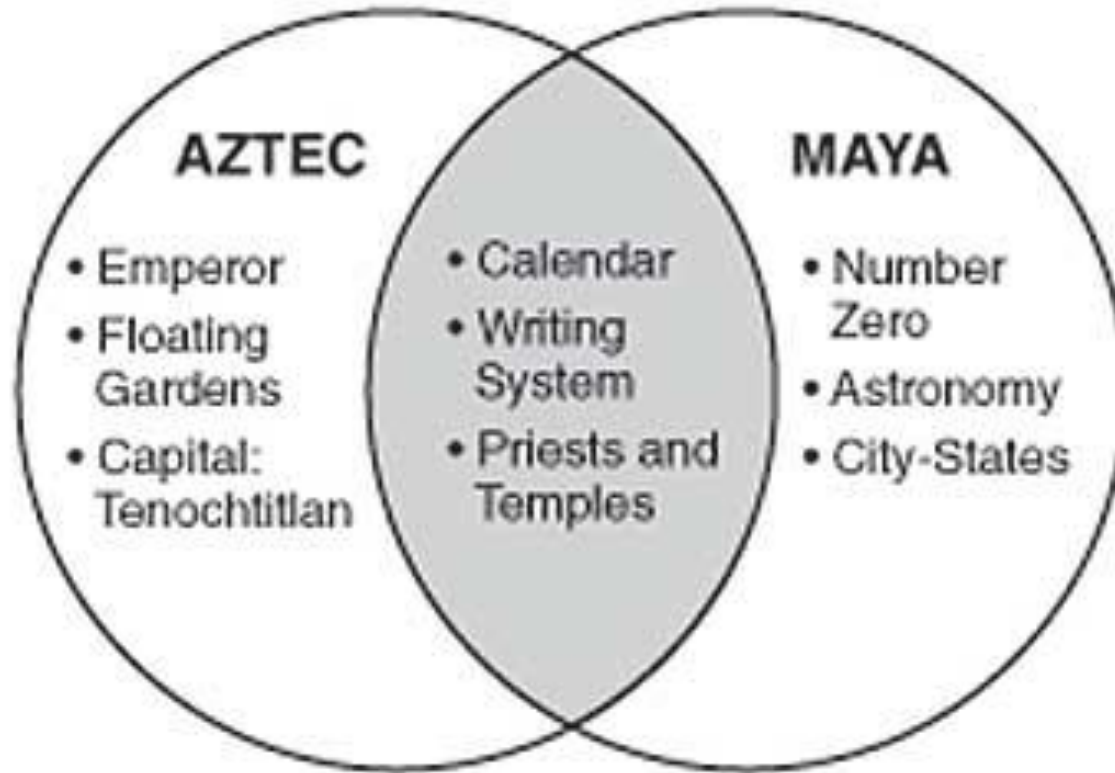 AZTEC
• Emperor
• Floating
Gardens
• Capital:
Tenochtitlan
• Calendar
• Writing
System
• Priests and
Temples
MAYA
• Number
Zero
• Astronomy
• City-States